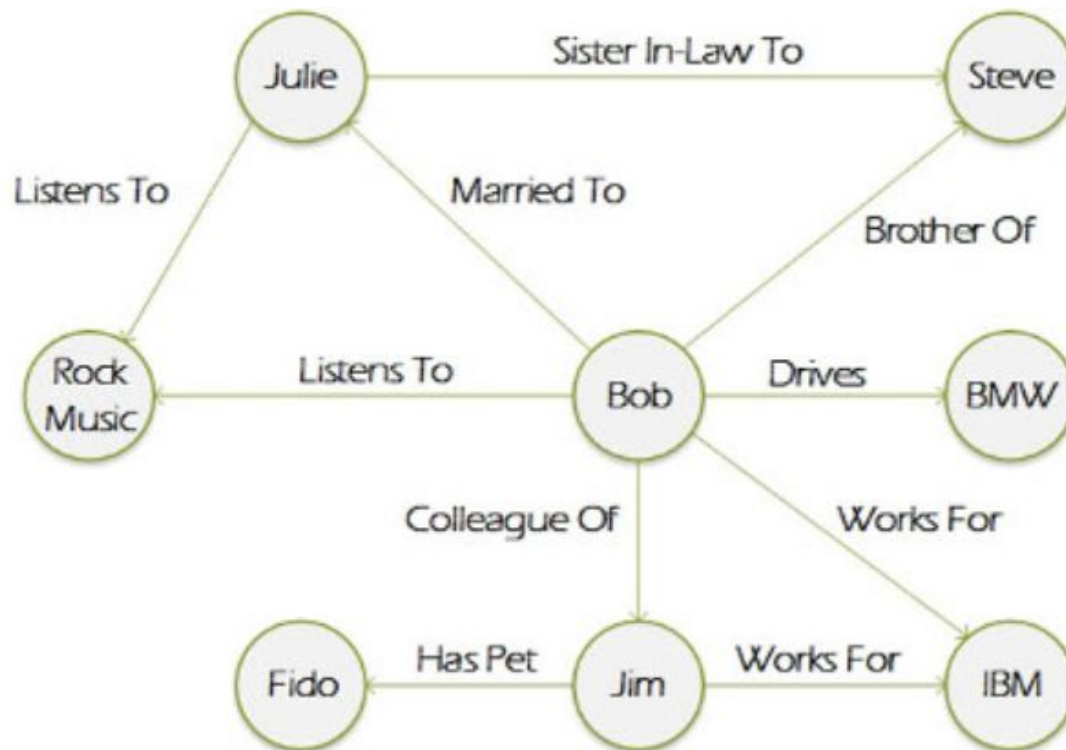 Julie
Sister In-Law To
Steve
Listens To
Married To
Brother Of
Rock
Music
Listens To
Bob
Drives
BMW
Colleague Of
Works For
Fido
Has Pet
Jim
Works For
IBM